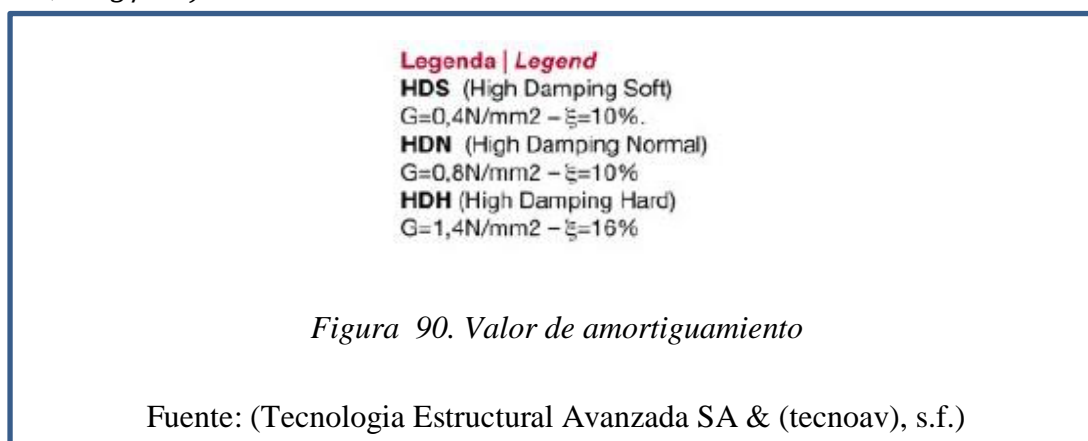 Legenda | Legend
HDS (High Damping Soft)
G=0,4N/mm2 – ξ=10%.
HDN (High Damping Normal)
G=0,8N/mm2 – ξ=10%
HDH (High Damping Hard)
G=1,4N/mm2 – ξ=16%
Figura 90. Valor de amortiguamiento
Fuente: (Tecnologia Estructural Avanzada SA & (tecnoav), s.f.)